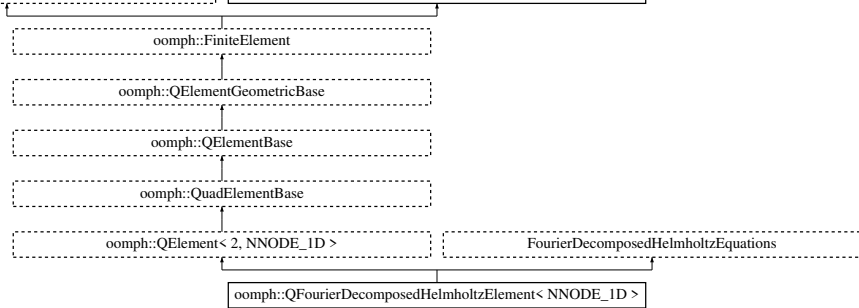 oomph::FiniteElement
oomph::QElementGeometricBase
oomph::QElementBase
oomph::QuadElementBase
oomph::QElement< 2, NNODE_1D >
FourierDecomposedHelmholtzEquations
oomph::QFourierDecomposedHelmholtzElement< NNODE_1D >